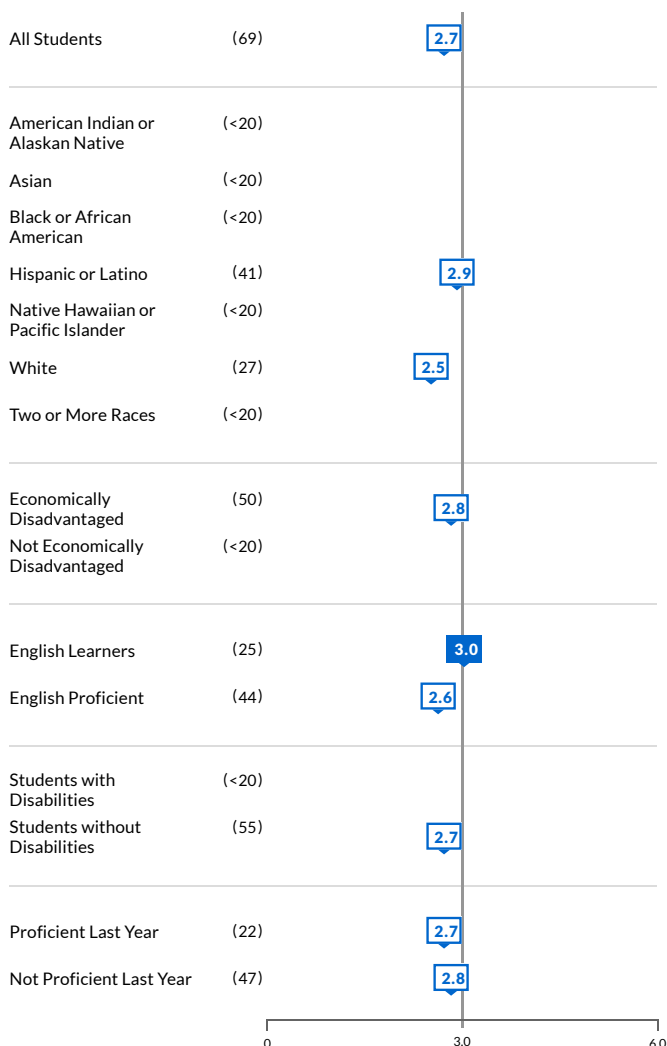 All Students (69) 2.7
American Indian or (<20)
Alaskan Native
Asian (<20)
Black or African (<20)
American
Hispanic or Latino (41) 2.9
Native Hawaiian or (<20)
Pacific Islander
White (27) 2.5
Two or More Races (<20)
Economically (50) 2.8
Disadvantaged
Not Economically (<20)
Disadvantaged
English Learners (25) 3.0
English Proficient (44) 2.6
Students with (<20)
Disabilities
Students without (55) 2.7
Disabilities
Proficient Last Year (22) 2.7
Not Proficient Last Year (47) 2.8
0 3.0 6.0